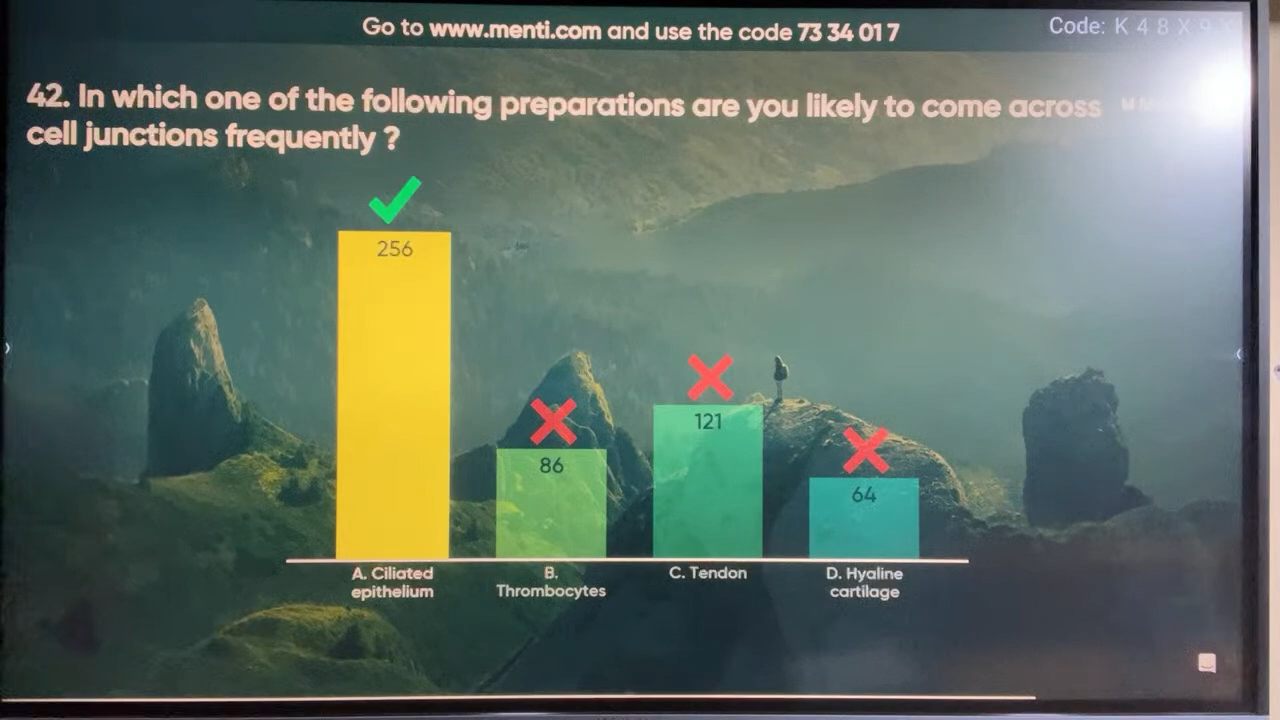 Go to www.menti.com and use the code 73 34 01 7
Code: K 4 8 X 9
42. In which one of the following preparations are you likely to come across
cell junctions frequently ?
256
86
121
64
A. Ciliated
epithelium
B.
Thrombocytes
C. Tendon
D. Hyaline
cartilage